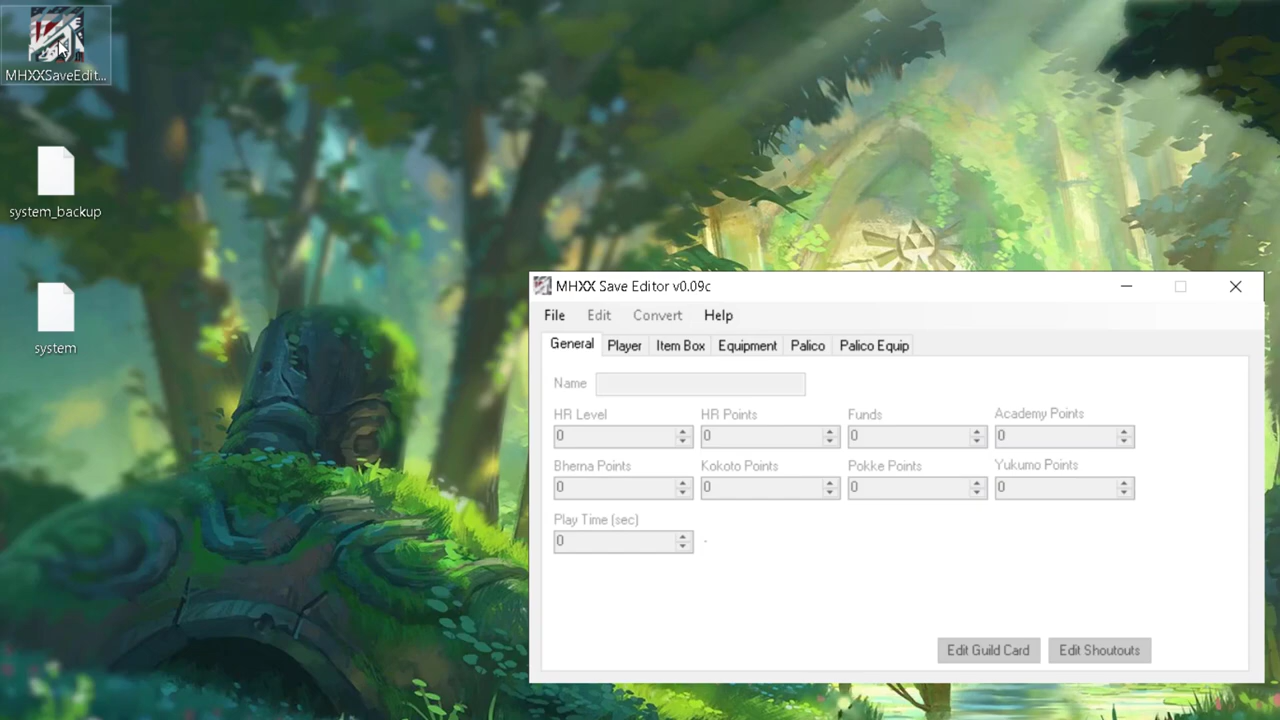 MHXXSaveEdit...
system_backup
system
MHXX Save Editor v0.09c
File Edit Convert Help
General Player Item Box Equipment Palico Palico Equip
Name
HR Level HR Points Funds Academy Points
0 0 0 0
Bherna Points Kokoto Points Pokke Points Yukumo Points
0 0 0 0
Play Time (sec)
0 -
Edit Guild Card Edit Shoutouts